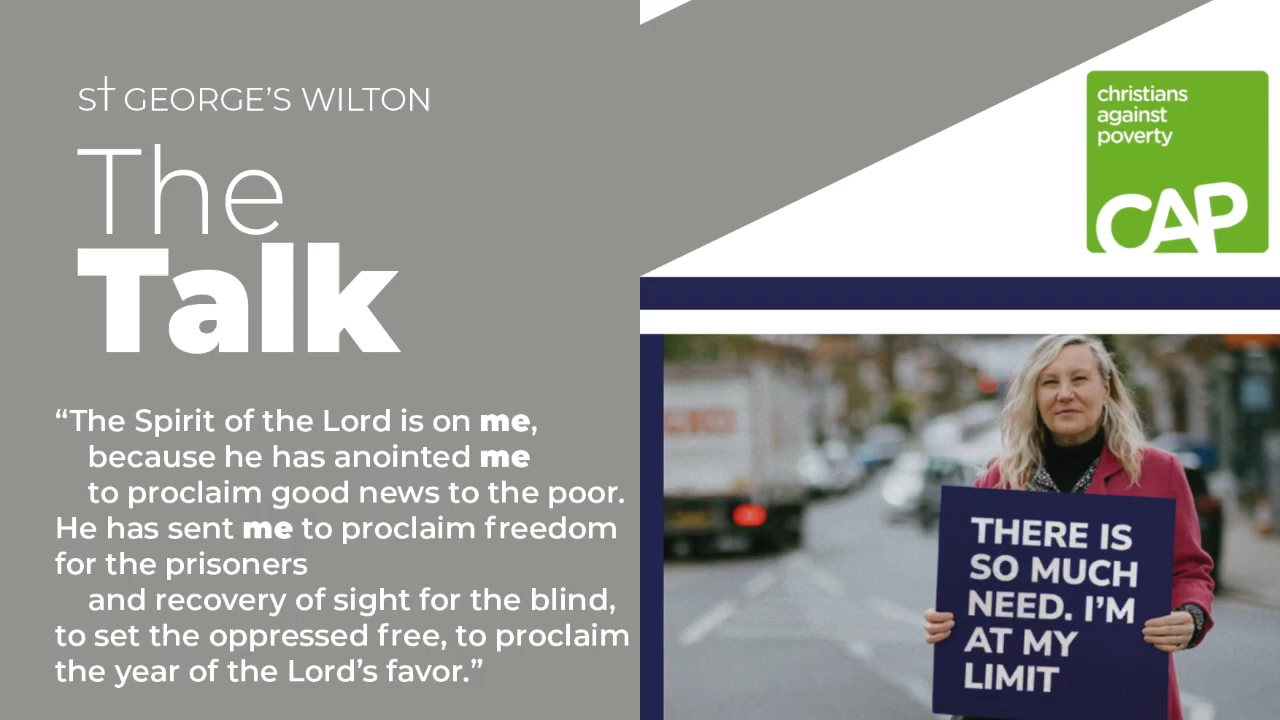 st GEORGE'S WILTON
The
Talk
“The Spirit of the Lord is on me,
because he has anointed me
to proclaim good news to the poor.
He has sent me to proclaim freedom
for the prisoners
and recovery of sight for the blind,
to set the oppressed free, to proclaim
the year of the Lord’s favor.”
christians
against
poverty
CAP
THERE IS
SO MUCH
NEED. I’M
AT MY
LIMIT